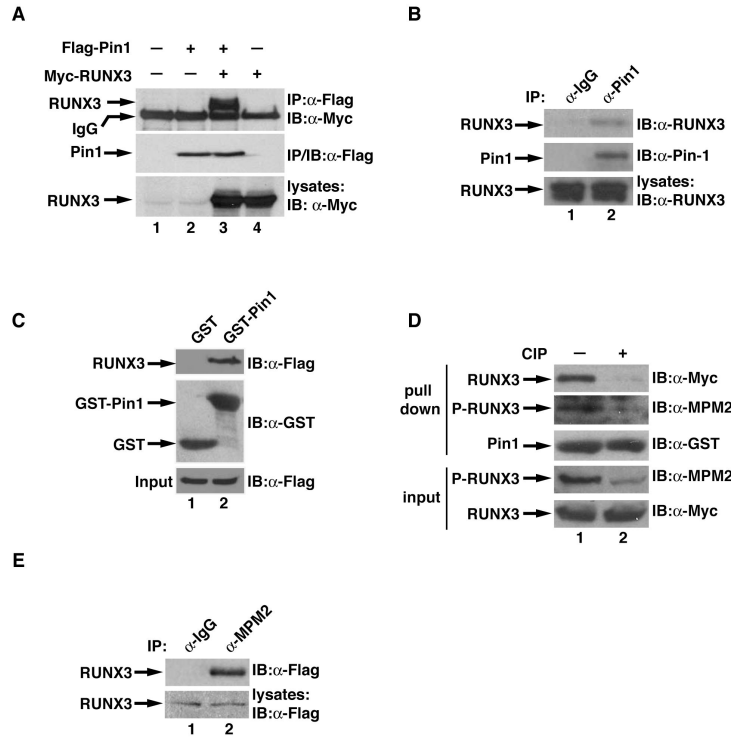 A
Flag-Pin1 — + + —
Myc-RUNX3 — — + +
RUNX3
IgG
IP:α-Flag
IB:α-Myc
Pin1
IP/IB:α-Flag
RUNX3
lysates:
IB: α-Myc
1 2 3 4
B
IP: α-IgG α-Pin1
RUNX3 IB:α-RUNX3
Pin1 IB:α-Pin-1
RUNX3 lysates:
IB:α-RUNX3
1 2
C
GST GST-Pin1
RUNX3 IB:α-Flag
GST-Pin1
IB:α-GST
GST
Input IB:α-Flag
1 2
D
CIP — +
pull
down
RUNX3 IB:α-Myc
P-RUNX3 IB:α-MPM2
Pin1 IB:α-GST
input
P-RUNX3 IB:α-MPM2
RUNX3 IB:α-Myc
1 2
E
IP: α-IgG α-MPM2
RUNX3 IB:α-Flag
RUNX3 lysates:
IB:α-Flag
1 2